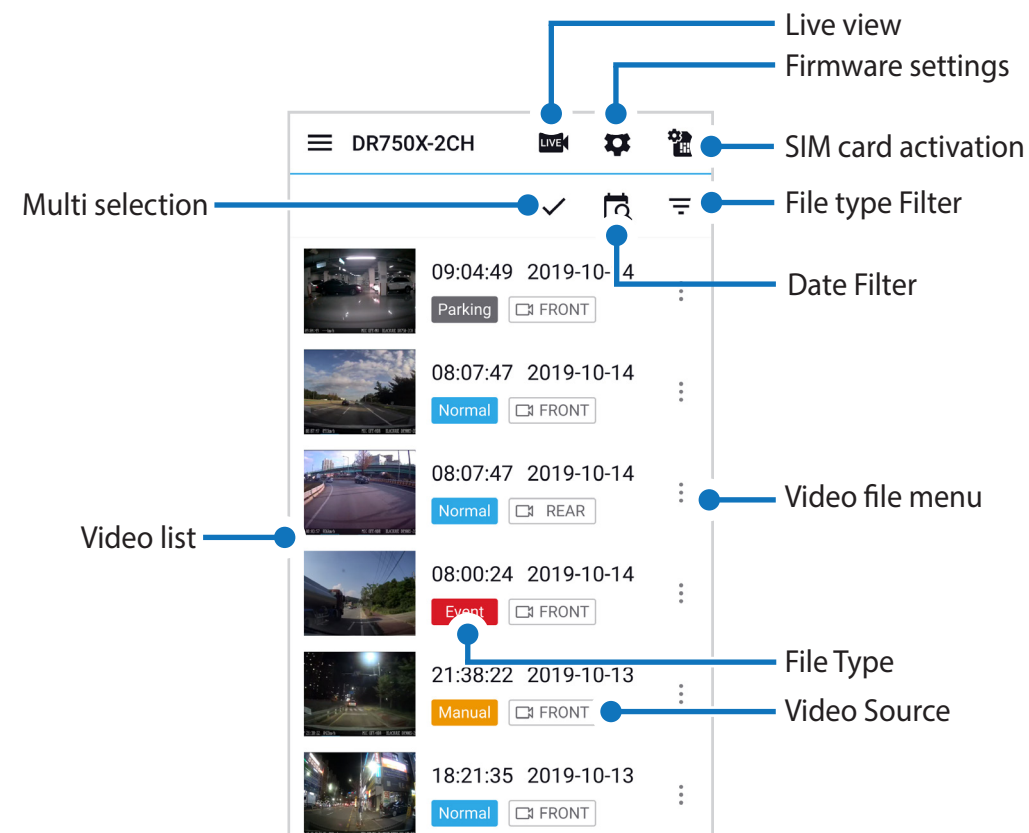 Live view
Firmware settings
DR750X-2CH
LIVE
SIM card activation
Multi selection
File type Filter
09:04:49 2019-10-14
Date Filter
Parking FRONT
08:07:47 2019-10-14
Normal FRONT
08:07:47 2019-10-14
Video file menu
Normal REAR
Video list
08:00:24 2019-10-14
Event FRONT
File Type
21:38:22 2019-10-13
Manual FRONT
Video Source
18:21:35 2019-10-13
Normal FRONT